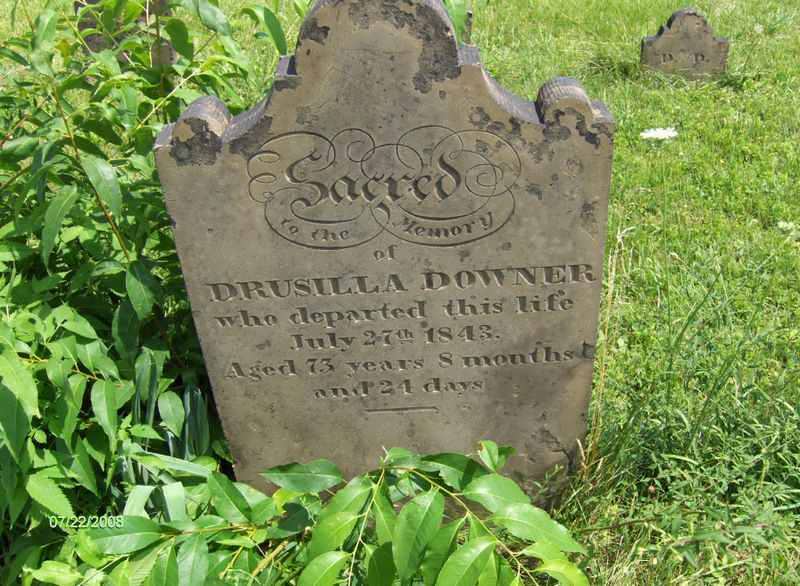 D. D.
Sacred
to the Memory
of
DRUSILLA DOWNER
who departed this life
July 27th 1843.
Aged 73 years 8 months
and 24 days
07/22/2008